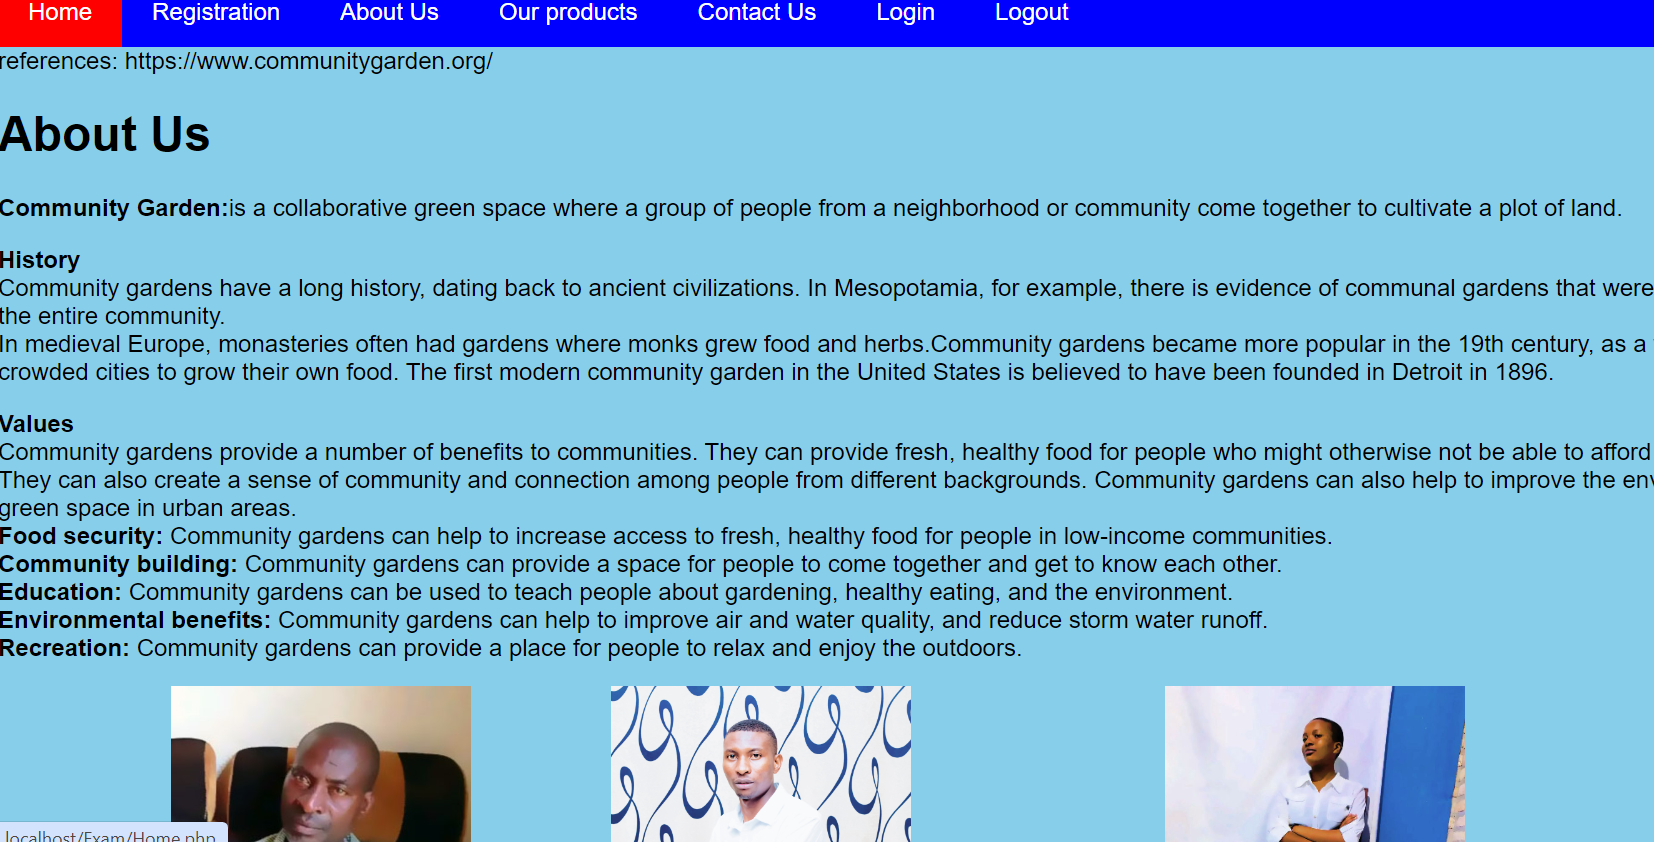 Home Registration About Us Our products Contact Us Login Logout
references: https://www.communitygarden.org/
About Us
Community Garden:is a collaborative green space where a group of people from a neighborhood or community come together to cultivate a plot of land.
History
Community gardens have a long history, dating back to ancient civilizations. In Mesopotamia, for example, there is evidence of communal gardens that were
the entire community.
In medieval Europe, monasteries often had gardens where monks grew food and herbs.Community gardens became more popular in the 19th century, as a
crowded cities to grow their own food. The first modern community garden in the United States is believed to have been founded in Detroit in 1896.
Values
Community gardens provide a number of benefits to communities. They can provide fresh, healthy food for people who might otherwise not be able to afford
They can also create a sense of community and connection among people from different backgrounds. Community gardens can also help to improve the
green space in urban areas.
Food security: Community gardens can help to increase access to fresh, healthy food for people in low-income communities.
Community building: Community gardens can provide a space for people to come together and get to know each other.
Education: Community gardens can be used to teach people about gardening, healthy eating, and the environment.
Environmental benefits: Community gardens can help to improve air and water quality, and reduce storm water runoff.
Recreation: Community gardens can provide a place for people to relax and enjoy the outdoors.
localhost/Exam/Home.php